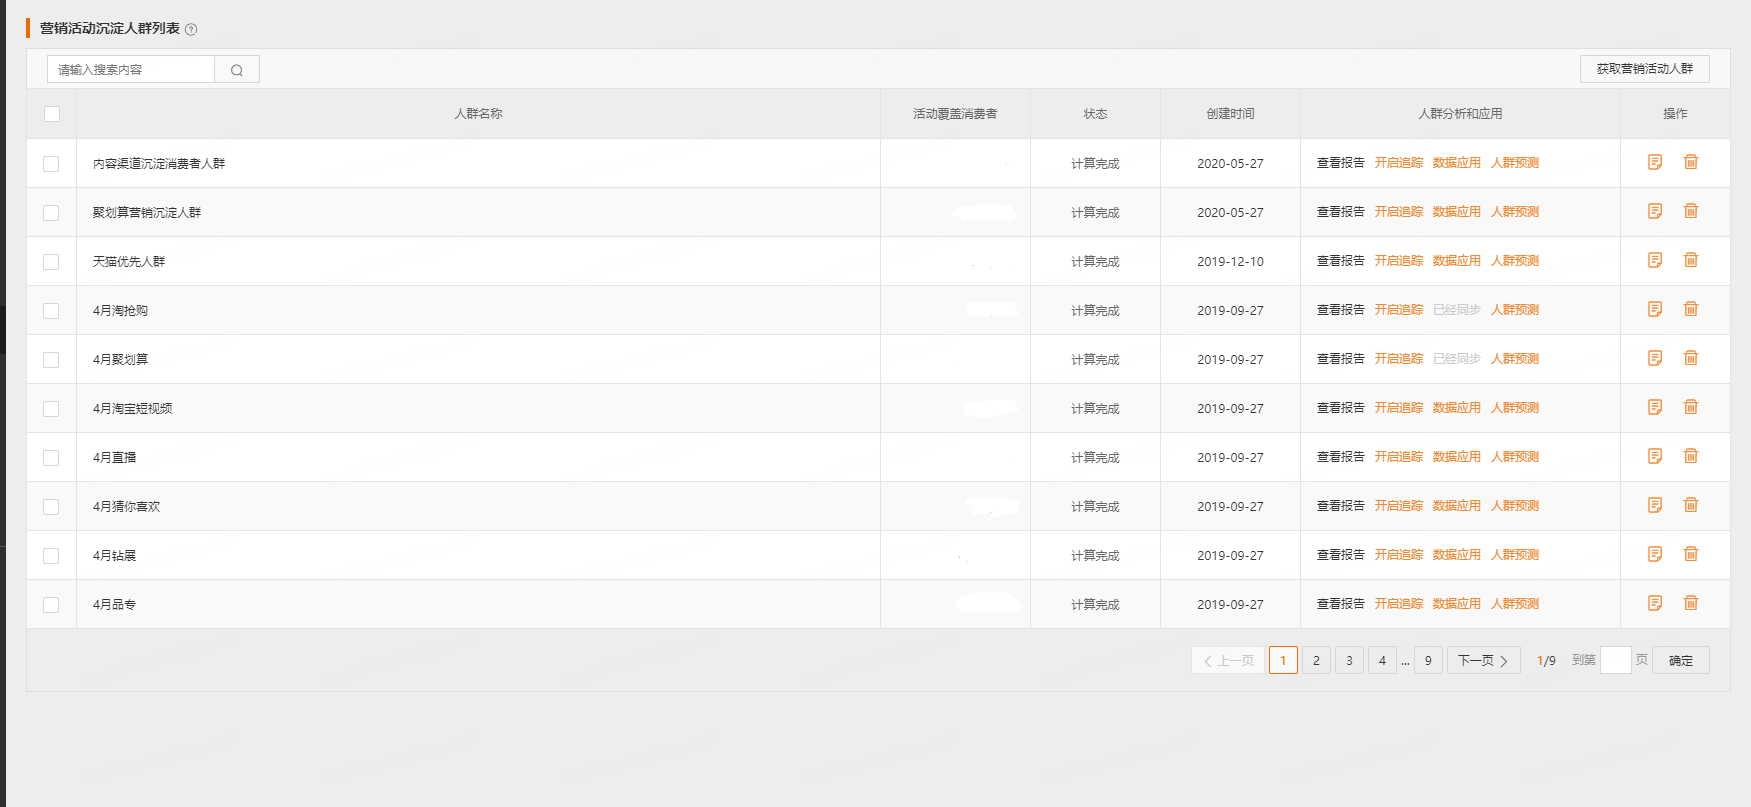 营销活动沉淀人群列表
请输入搜索内容 获取营销活动人群
人群名称 活动覆盖消费者 状态 创建时间 人群分析和应用 操作
内容渠道沉淀消费者人群 计算完成 2020-05-27 查看报告 开启追踪 数据应用 人群预测
聚划算营销沉淀人群 计算完成 2020-05-27 查看报告 开启追踪 数据应用 人群预测
天猫优先人群 计算完成 2019-12-10 查看报告 开启追踪 数据应用 人群预测
4月淘抢购 计算完成 2019-09-27 查看报告 开启追踪 已经同步 人群预测
4月聚划算 计算完成 2019-09-27 查看报告 开启追踪 已经同步 人群预测
4月淘宝短视频 计算完成 2019-09-27 查看报告 开启追踪 数据应用 人群预测
4月直播 计算完成 2019-09-27 查看报告 开启追踪 数据应用 人群预测
4月猜你喜欢 计算完成 2019-09-27 查看报告 开启追踪 数据应用 人群预测
4月钻展 计算完成 2019-09-27 查看报告 开启追踪 数据应用 人群预测
4月品专 计算完成 2019-09-27 查看报告 开启追踪 数据应用 人群预测
上一页 1 2 3 4 ... 9 下一页 1/9 到第 页 确定